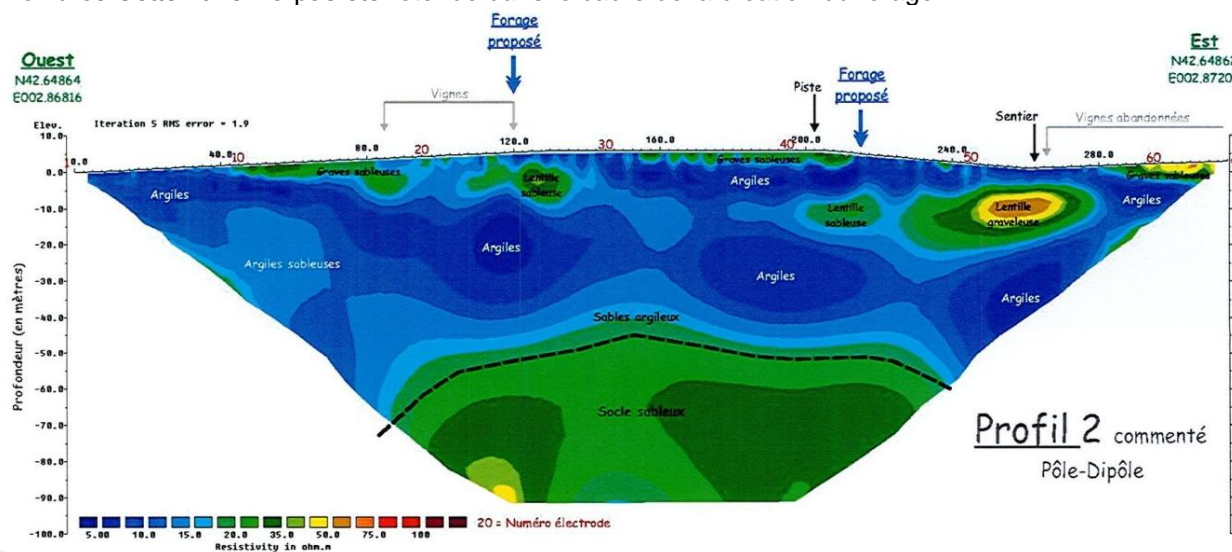 Forage
proposé
Ouest
N42.64864
E002.86816
Est
Vignes
Piste
Forage
proposé
Sentier
Vignes abandonnées
Elev.
Iteration 5 RMS error = 1.9
10.0
0.0
-10.0
-20.0
-30.0
-40.0
-50.0
-60.0
-70.0
-80.0
-90.0
-100.0
Profondeur (en mètres)
0.0
40.0
10
80.0
20
120.0
30
160.0
200.0
40
240.0
50
280.0
60
Graves sableuses
Lentille
sableuse
Graves sableuses
Argiles
Argiles
Argiles
Lentille
sableuse
Lentille
graveleuse
Argiles sableuses
Argiles
Argiles
Argiles
Sables argileux
Socle sableux
Profil 2 commenté
Pôle-Dipôle
20 = Numéro électrode
5.00 10.0 15.0 20.0 35.0 50.0 75.0 100
Resistivity in ohm.m